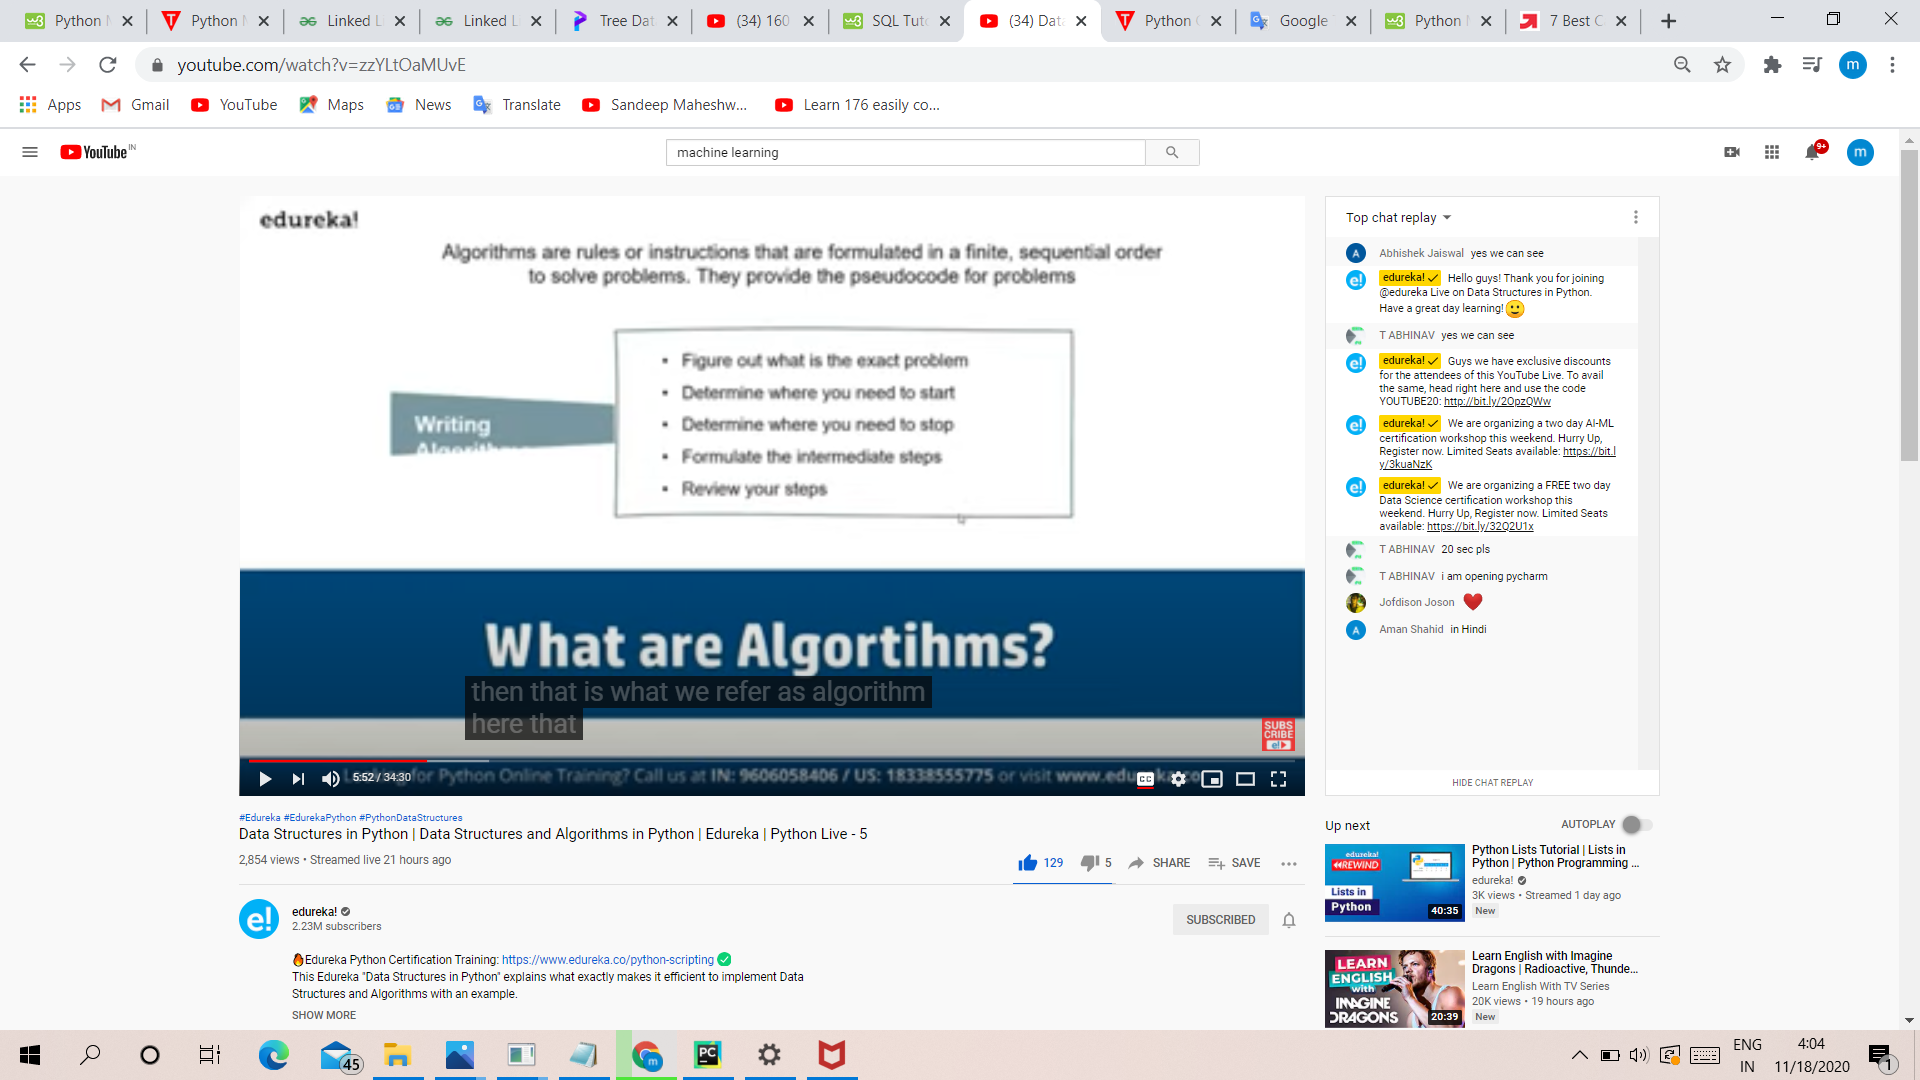 Python M
Python M
Linked Li
Linked Li
Tree Dat
(34) 160
SQL Tut
(34) Dat
Python
Google
Python
7 Best C
youtube.com/watch?v=zzYLtOaMUvE
m
Apps
Gmail
YouTube
Maps
News
Translate
Sandeep Maheshw...
Learn 176 easily co...
YouTube IN
machine learning
9+
m
edureka!
Algorithms are rules or instructions that are formulated in a finite, sequential order
to solve problems. They provide the pseudocode for problems
Writing
• Figure out what is the exact problem
• Determine where you need to start
• Determine where you need to stop
• Formulate the intermediate steps
• Review your steps
What are Algortihms?
then that is what we refer as algorithm
here that
SUBS
CRIBE
e!
5:52 / 34:30
for Python Online Training? Call us at IN: 9606058406 / US: 18338555775 or visit www.edu
CC
Top chat replay
A Abhishek Jaiswal yes we can see
e! edureka! ✓ Hello guys! Thank you for joining
@edureka Live on Data Structures in Python.
Have a great day learning!🙂
T ABHINAV yes we can see
e! edureka! ✓ Guys we have exclusive discounts
for the attendees of this YouTube Live. To avail
the same, head right here and use the code
YOUTUBE20: http://bit.ly/2OpzQWw
e! edureka! ✓ We are organizing a two day AI-ML
certification workshop this weekend. Hurry Up,
Register now. Limited Seats available: https://bit.l
y/3kuaNzK
e! edureka! ✓ We are organizing a FREE two day
Data Science certification workshop this
weekend. Hurry Up, Register now. Limited Seats
available: https://bit.ly/32Q2U1x
T ABHINAV 20 sec pls
T ABHINAV i am opening pycharm
Jofdison Joson ❤
A Aman Shahid in Hindi
HIDE CHAT REPLAY
#Edureka #EdurekaPython #PythonDataStructures
Data Structures in Python | Data Structures and Algorithms in Python | Edureka | Python Live - 5
2,854 views • Streamed live 21 hours ago
129
5
SHARE
SAVE
e!
edureka!
2.23M subscribers
SUBSCRIBED
🔥Edureka Python Certification Training: https://www.edureka.co/python-scripting ✅
This Edureka "Data Structures in Python" explains what exactly makes it efficient to implement Data
Structures and Algorithms with an example.
SHOW MORE
Up next
AUTOPLAY
edureka!
REWIND
Lists in
Python
40:35
Python Lists Tutorial | Lists in
Python | Python Programming ...
edureka!
3K views • Streamed 1 day ago
New
LEARN
ENGLISH
with
IMAGINE
DRAGONS
20:39
Learn English with Imagine
Dragons | Radioactive, Thunde...
Learn English With TV Series
20K views • 19 hours ago
New
45
m
PC
ENG
IN
4:04
11/18/2020
1